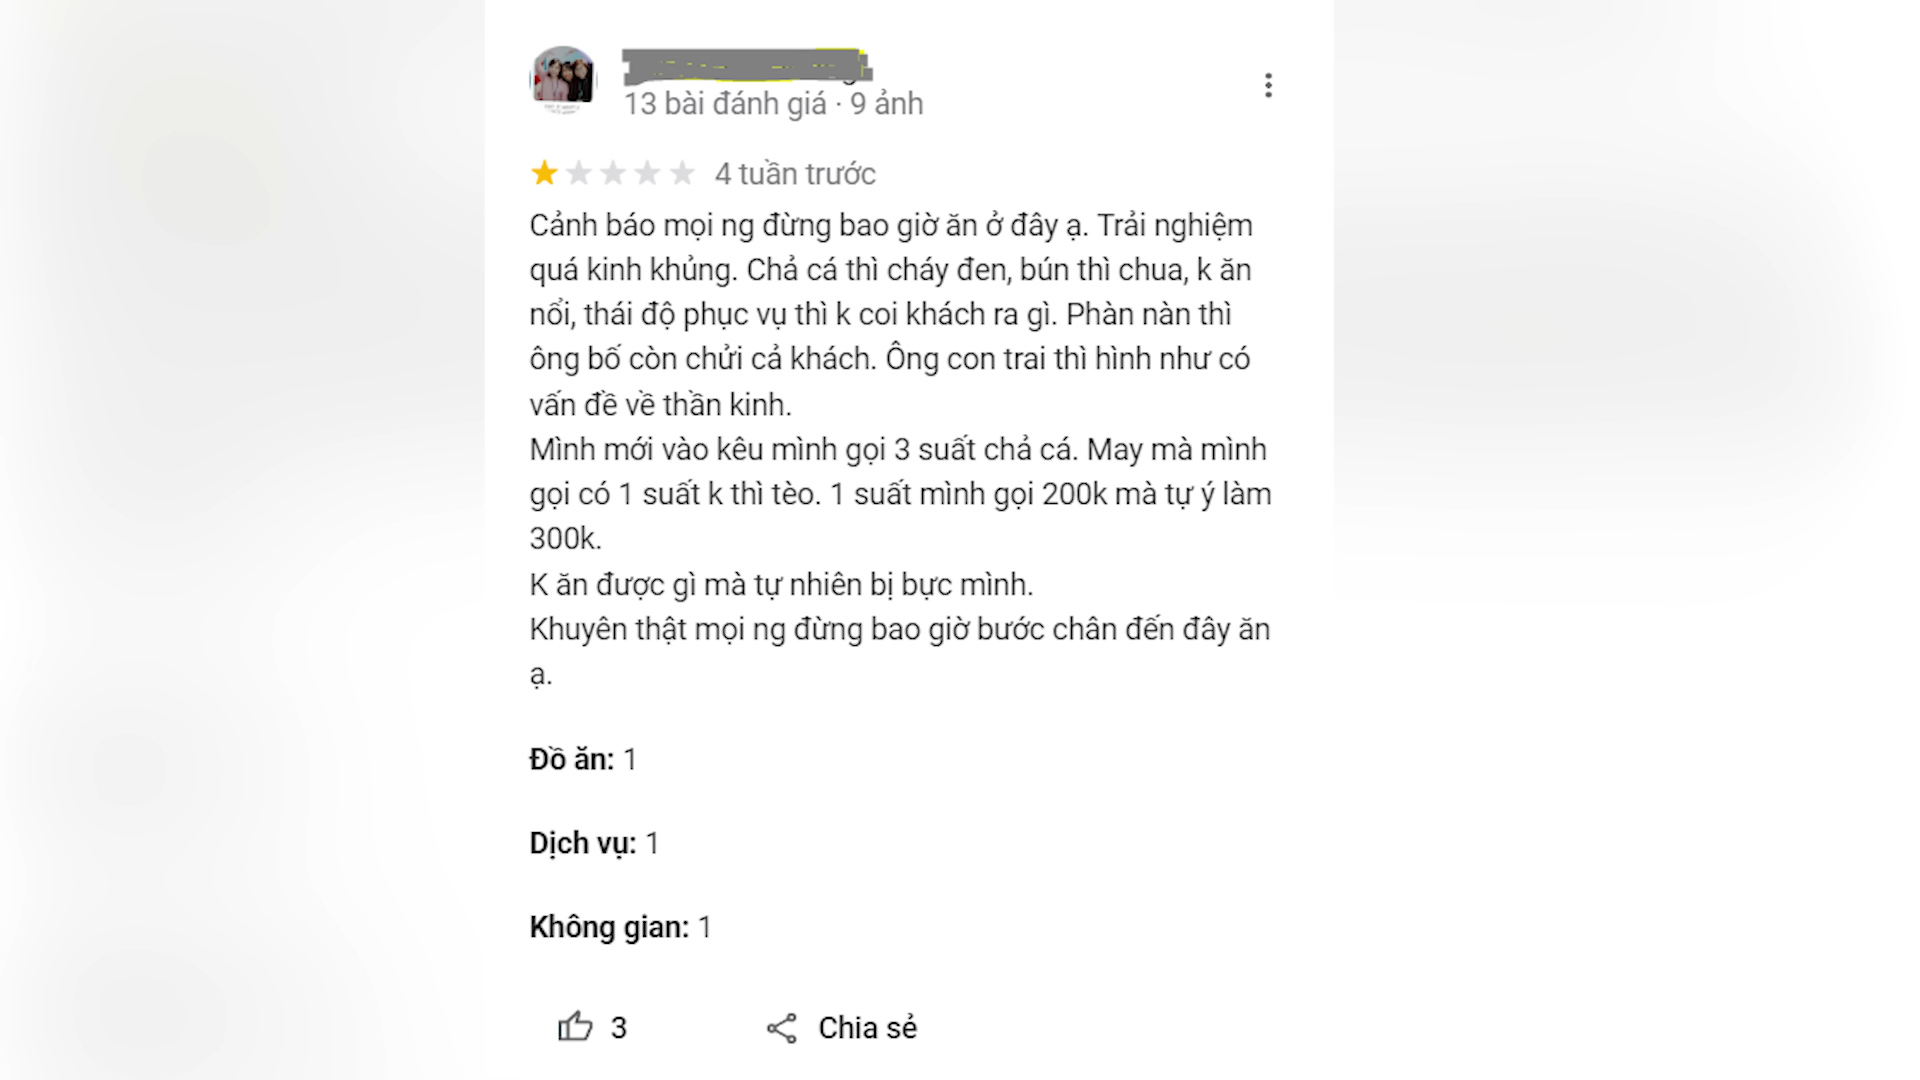 13 bài đánh giá · 9 ảnh
4 tuần trước
Cảnh báo mọi ng đừng bao giờ ăn ở đây ạ. Trải nghiệm
quá kinh khủng. Chả cá thì cháy đen, bún thì chua, k ăn
nổi, thái độ phục vụ thì k coi khách ra gì. Phàn nàn thì
ông bố còn chửi cả khách. Ông con trai thì hình như có
vấn đề về thần kinh.
Mình mới vào kêu mình gọi 3 suất chả cá. May mà mình
gọi có 1 suất k thì tèo. 1 suất mình gọi 200k mà tự ý làm
300k.
K ăn được gì mà tự nhiên bị bực mình.
Khuyên thật mọi ng đừng bao giờ bước chân đến đây ăn
ạ.
Đồ ăn: 1
Dịch vụ: 1
Không gian: 1
3 Chia sẻ